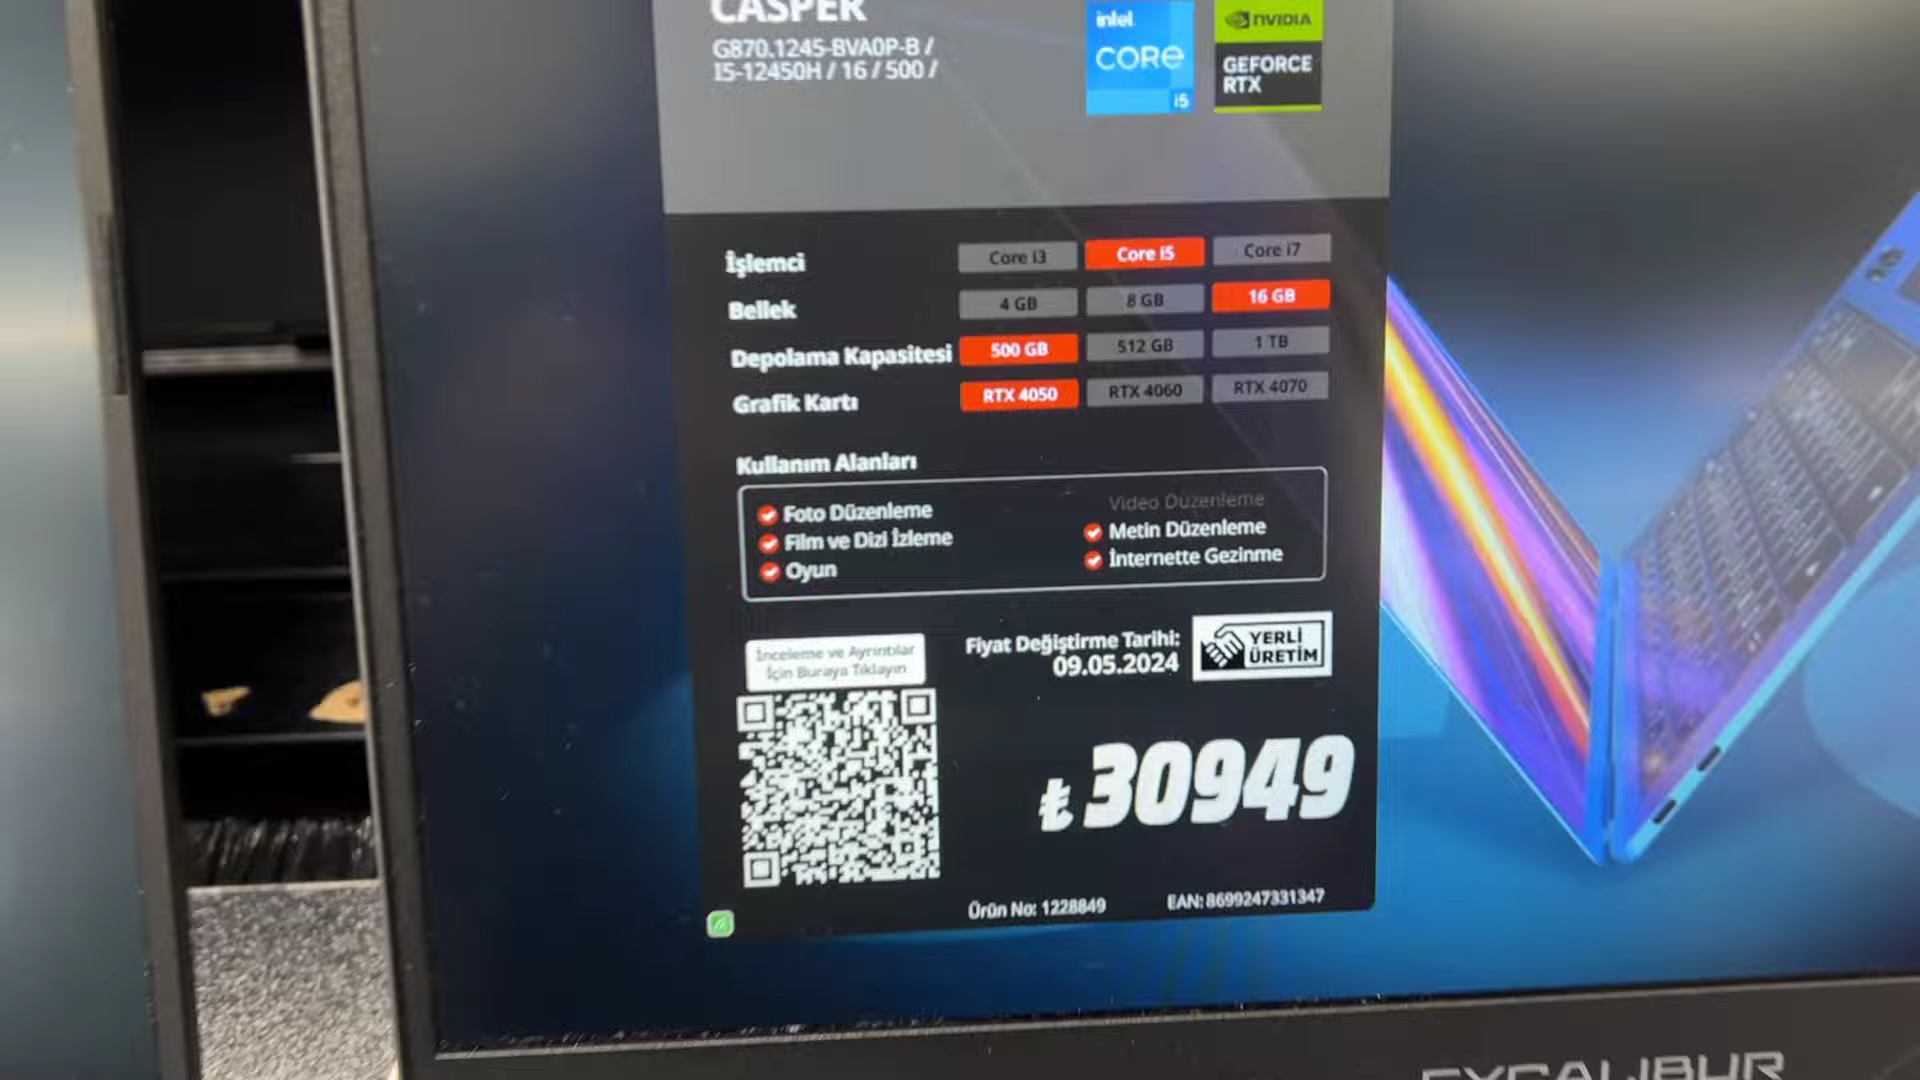 CASPER
G870.1245-BVA0P-B /
I5-12450H / 16 / 500 /
intel
CORE
i5
NVIDIA
GEFORCE
RTX
İşlemci
Core i3
Core i5
Core i7
Bellek
4 GB
8 GB
16 GB
Depolama Kapasitesi
500 GB
512 GB
1 TB
Grafik Kartı
RTX 4050
RTX 4060
RTX 4070
Kullanım Alanları
Foto Düzenleme
Film ve Dizi İzleme
Oyun
Video Düzenleme
Metin Düzenleme
İnternette Gezinme
İnceleme ve Ayrıntılar
İçin Buraya Tıklayın
Fiyat Değiştirme Tarihi:
09.05.2024
YERLİ
ÜRETİM
₺30949
Ürün No: 1228849
EAN: 8699247331347
EXCALIBUR